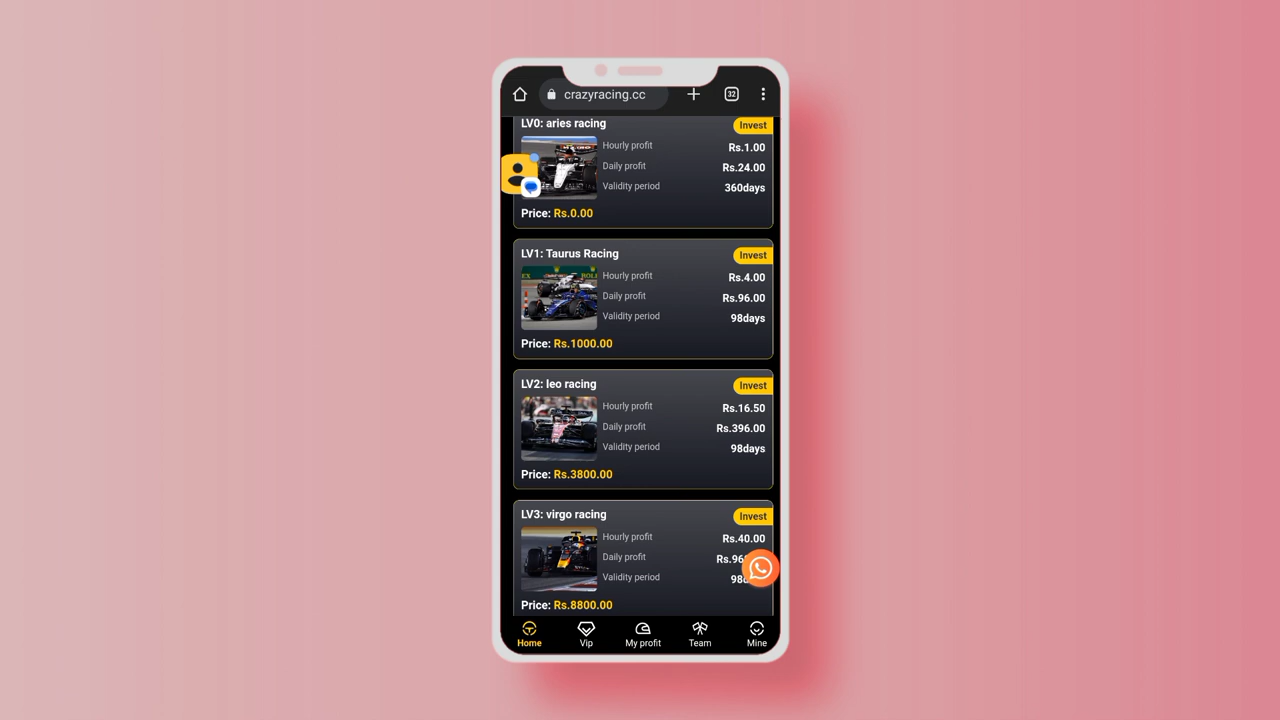 crazyracing.cc
32
LV0: aries racing
Invest
Hourly profit Rs.1.00
Daily profit Rs.24.00
Validity period 360days
Price: Rs.0.00
LV1: Taurus Racing
Invest
Hourly profit Rs.4.00
Daily profit Rs.96.00
Validity period 98days
Price: Rs.1000.00
LV2: leo racing
Invest
Hourly profit Rs.16.50
Daily profit Rs.396.00
Validity period 98days
Price: Rs.3800.00
LV3: virgo racing
Invest
Hourly profit Rs.40.00
Daily profit
Validity period
Price: Rs.8800.00
Home Vip My profit Team Mine